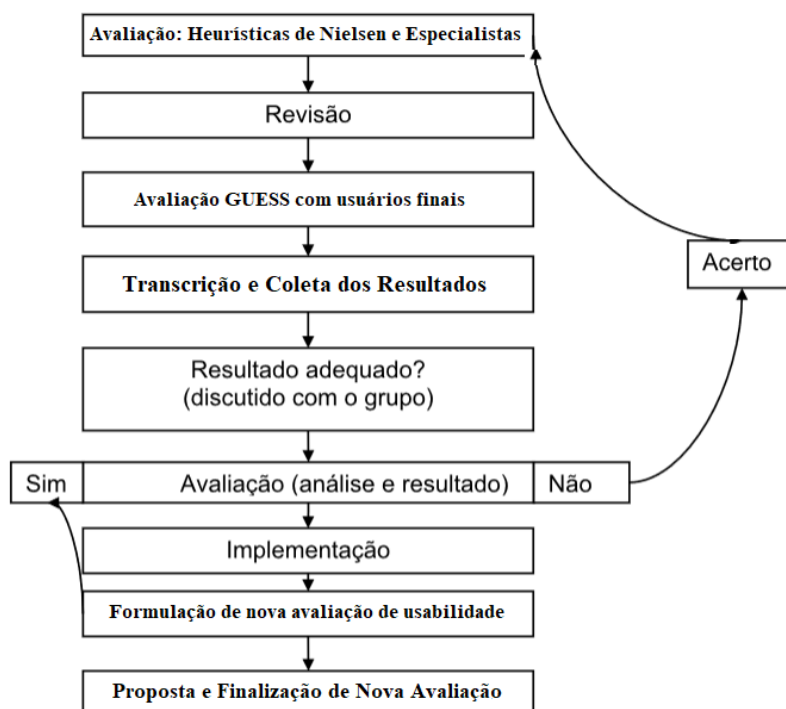 Avaliação: Heurísticas de Nielsen e Especialistas
Revisão
Avaliação GUESS com usuários finais
Transcrição e Coleta dos Resultados
Acerto
Resultado adequado?
(discutido com o grupo)
Sim
Avaliação (análise e resultado)
Não
Implementação
Formulação de nova avaliação de usabilidade
Proposta e Finalização de Nova Avaliação